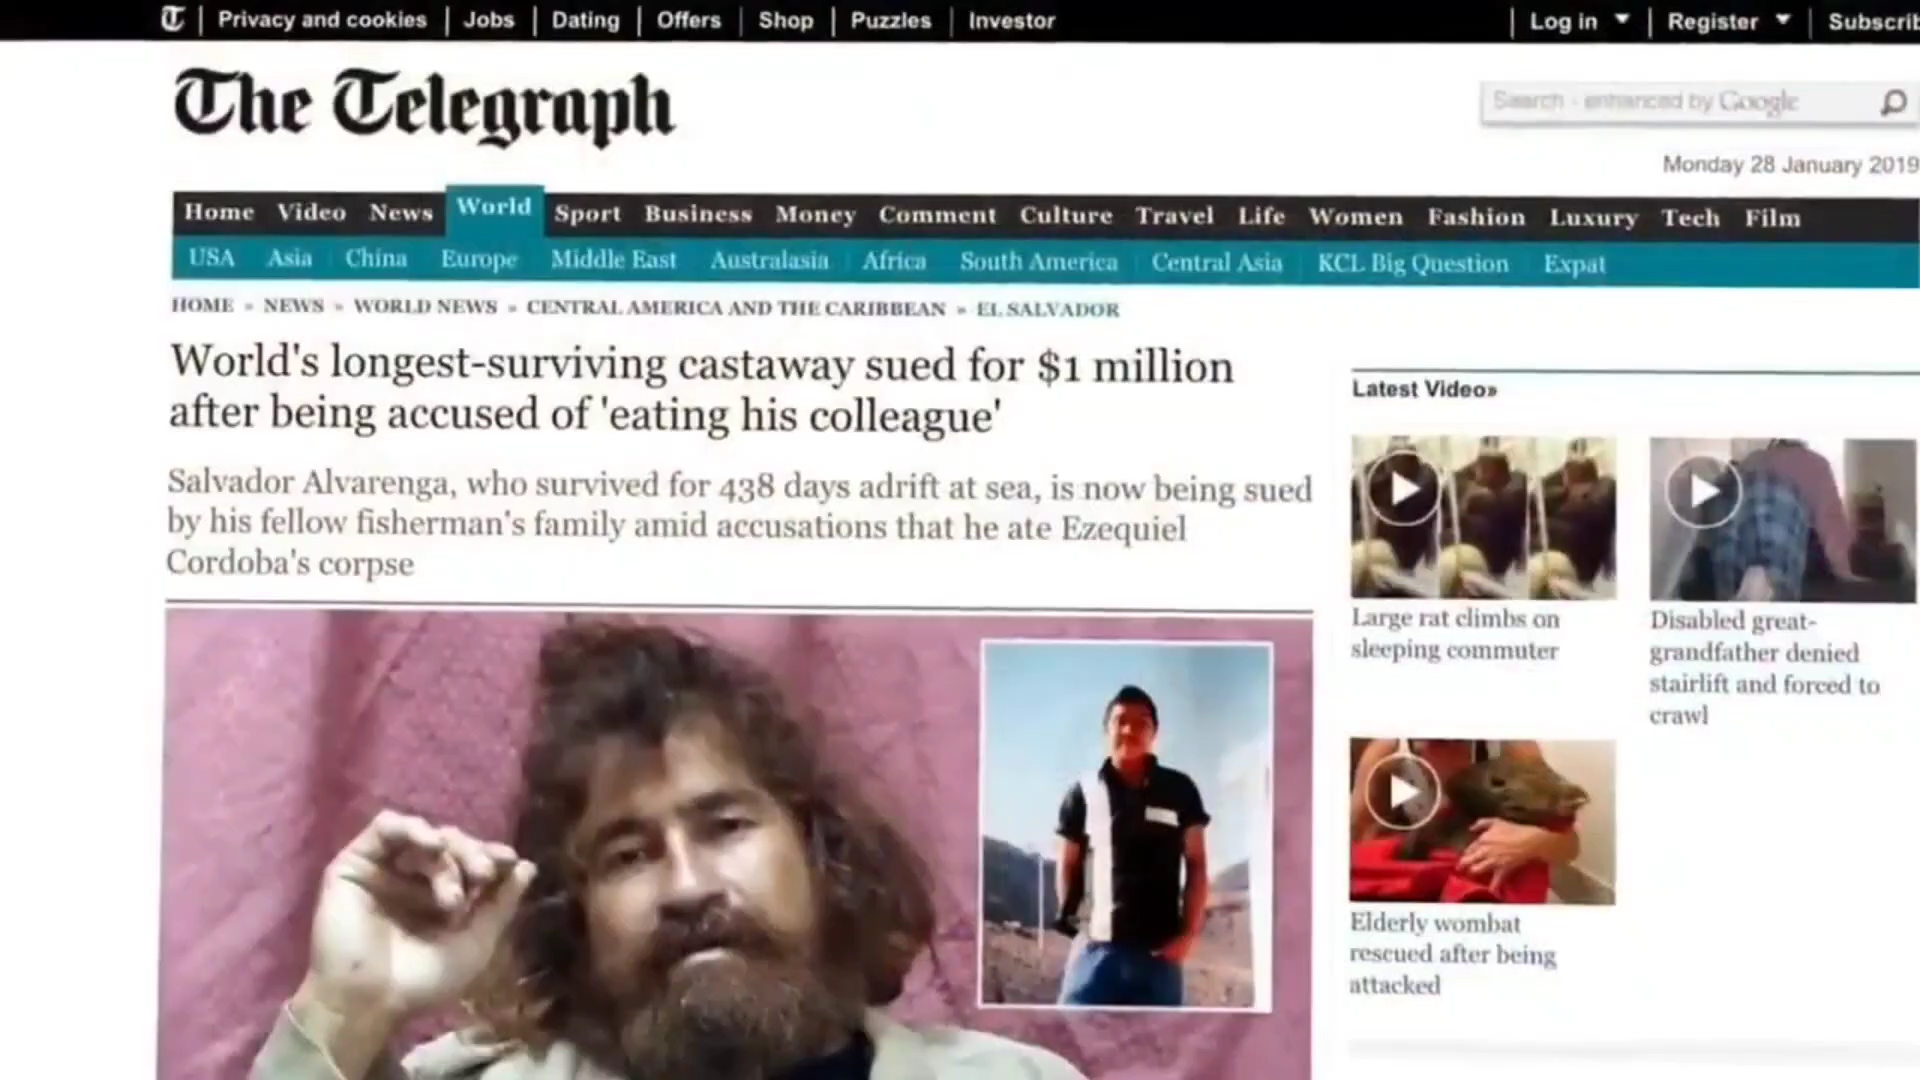 Privacy and cookies Jobs Dating Offers Shop Puzzles Investor Log in Register Subscrib
The Telegraph
Search - enhanced by Google
Monday 28 January 2019
Home Video News World Sport Business Money Comment Culture Travel Life Women Fashion Luxury Tech Film
USA Asia China Europe Middle East Australasia Africa South America Central Asia KCL Big Question Expat
HOME » NEWS » WORLD NEWS » CENTRAL AMERICA AND THE CARIBBEAN » EL SALVADOR
World's longest-surviving castaway sued for $1 million
after being accused of 'eating his colleague'
Salvador Alvarenga, who survived for 438 days adrift at sea, is now being sued
by his fellow fisherman's family amid accusations that he ate Ezequiel
Cordoba's corpse
Latest Video»
Large rat climbs on
sleeping commuter
Disabled great-
grandfather denied
stairlift and forced to
crawl
Elderly wombat
rescued after being
attacked